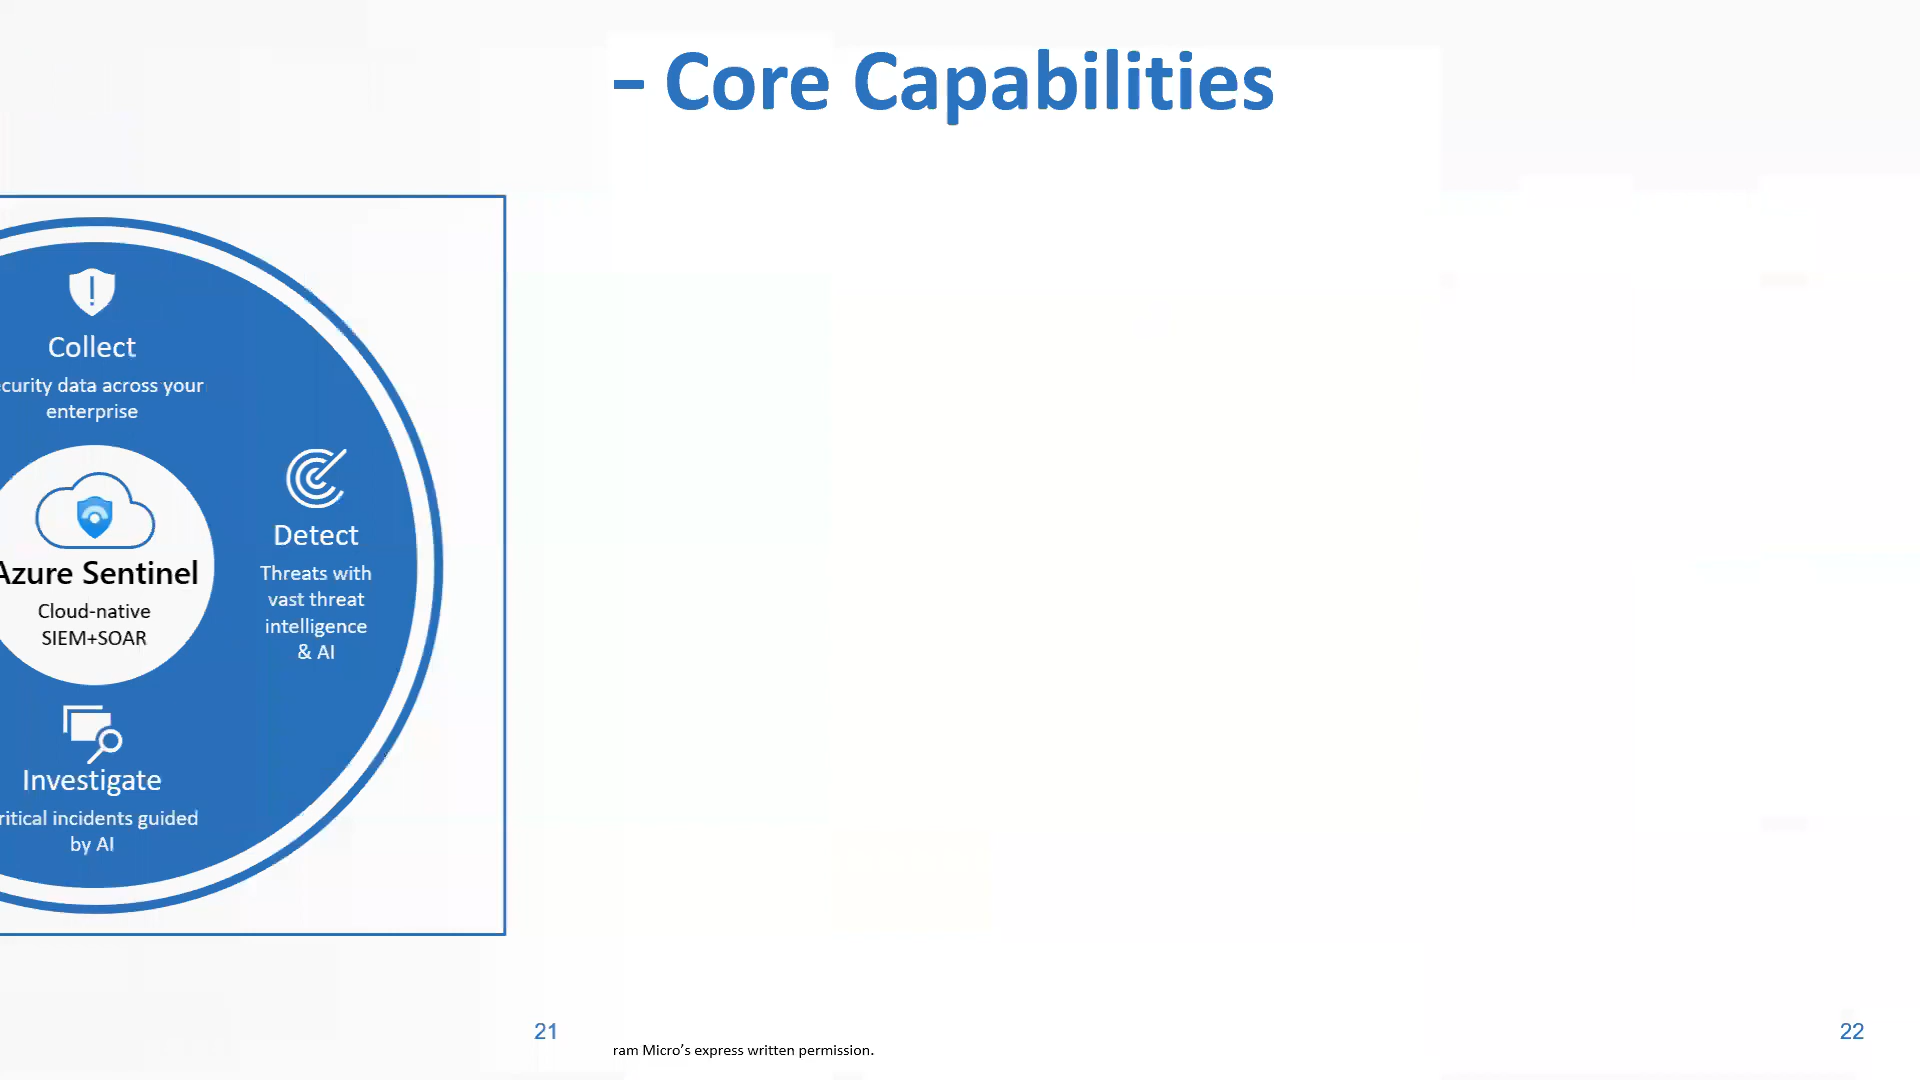 – Core Capabilities
Collect
curity data across your
enterprise
Azure Sentinel
Cloud-native
SIEM+SOAR
Detect
Threats with
vast threat
intelligence
& AI
Investigate
ritical incidents guided
by AI
21
ram Micro’s express written permission.
22